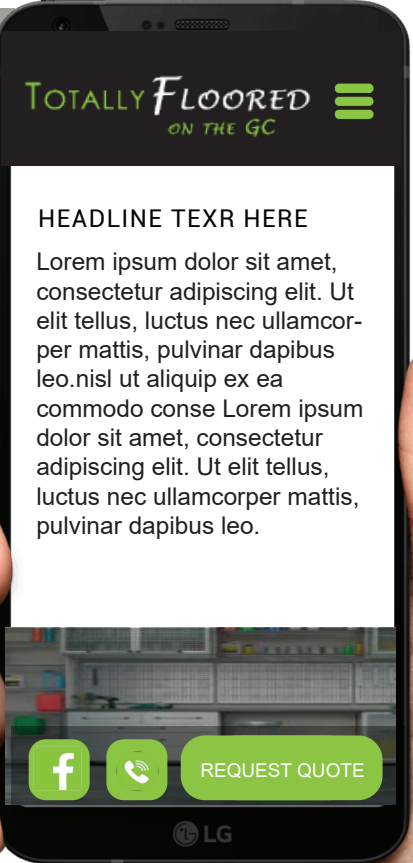 TOTALLY FLOORED
ON THE GC
HEADLINE TEXR HERE
Lorem ipsum dolor sit amet,
consectetur adipiscing elit. Ut
elit tellus, luctus nec ullamcor-
per mattis, pulvinar dapibus
leo.nisl ut aliquip ex ea
commodo conse Lorem ipsum
dolor sit amet, consectetur
adipiscing elit. Ut elit tellus,
luctus nec ullamcorper mattis,
pulvinar dapibus leo.
f
REQUEST QUOTE
LG